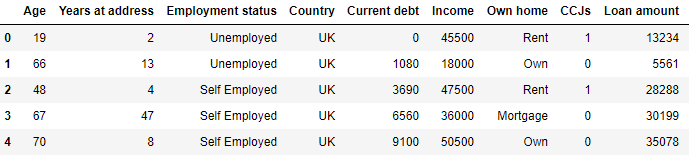 Age Years at address Employment status Country Current debt Income Own home CCJs Loan amount
0 19 2 Unemployed UK 0 45500 Rent 1 13234
1 66 13 Unemployed UK 1080 18000 Own 0 5561
2 48 4 Self Employed UK 3690 47500 Rent 1 28288
3 67 47 Self Employed UK 6560 36000 Mortgage 0 30199
4 70 8 Self Employed UK 9100 50500 Own 0 35078